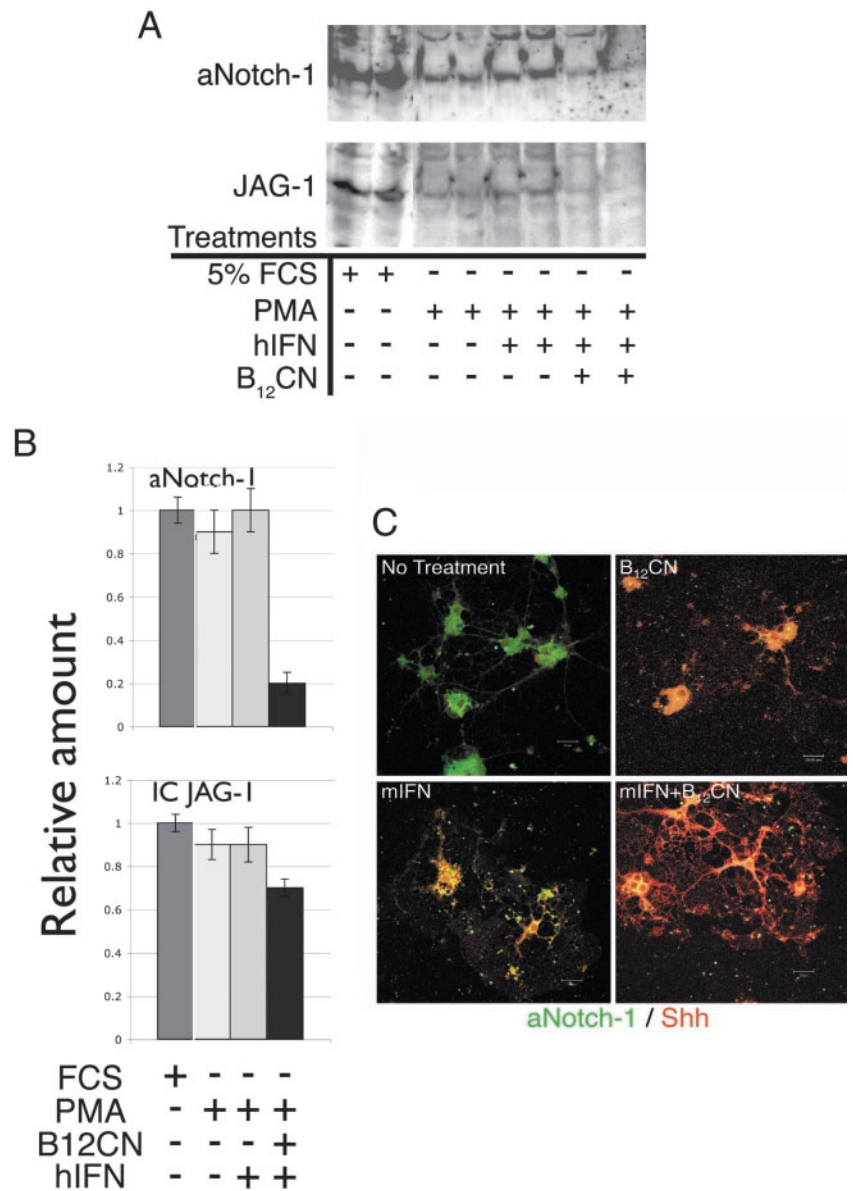 A
aNotch-1
JAG-1
Treatments
5% FCS + + - - - - - -
PMA - - + + + + + +
hIFN - - - - + + + +
B₁₂CN - - - - - - + +
B
Relative amount
aNotch-1
1.2
1
0.8
0.6
0.4
0.2
0
IC JAG-1
1.2
1
0.8
0.6
0.4
0.2
0
FCS + - - -
PMA - + + +
B12CN - - - +
hIFN - - + +
C
No Treatment
B₁₂CN
mIFN
mIFN+B₁₂CN
aNotch-1 / Shh